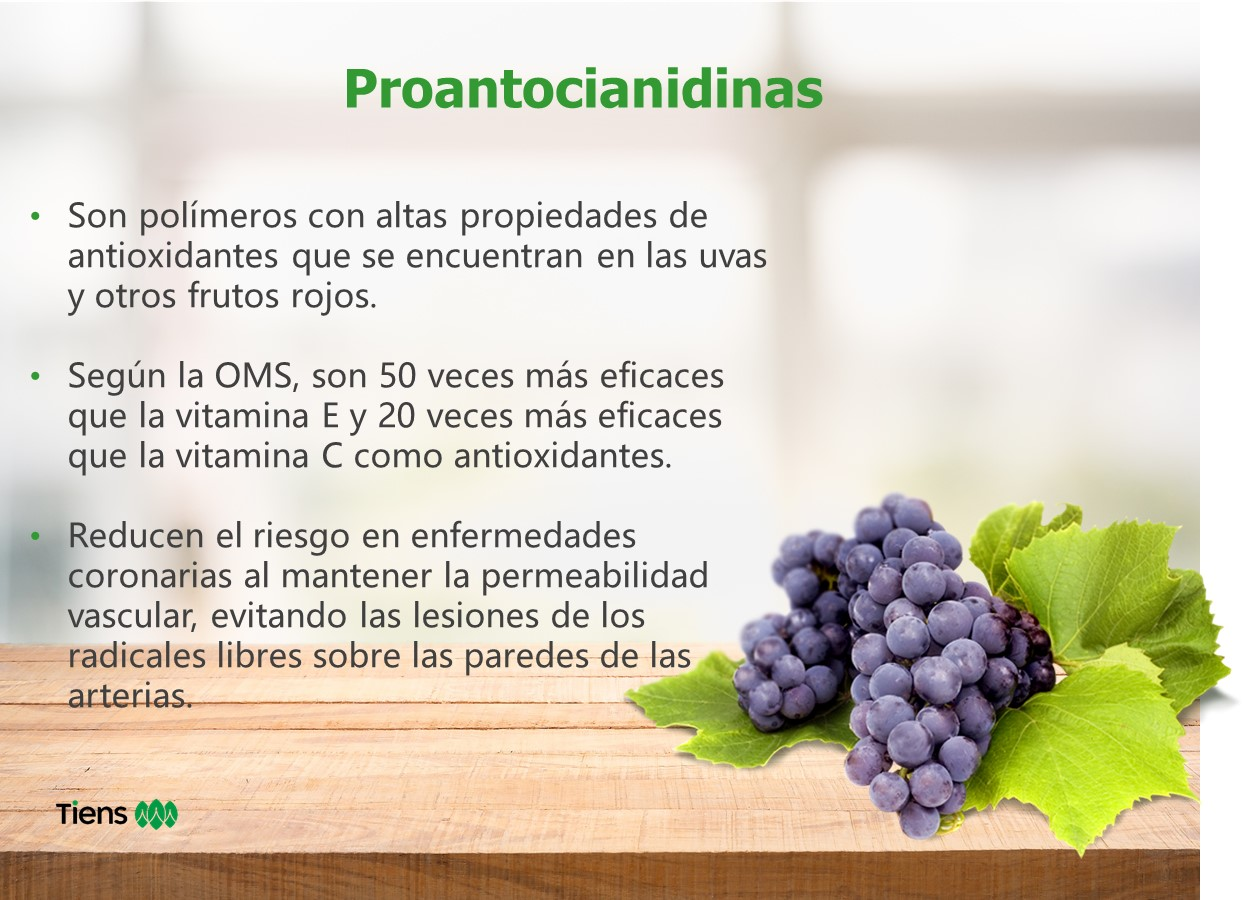 Proantocianidinas
• Son polímeros con altas propiedades de
antioxidantes que se encuentran en las uvas
y otros frutos rojos.
• Según la OMS, son 50 veces más eficaces
que la vitamina E y 20 veces más eficaces
que la vitamina C como antioxidantes.
• Reducen el riesgo en enfermedades
coronarias al mantener la permeabilidad
vascular, evitando las lesiones de los
radicales libres sobre las paredes de las
arterias.
Tiens